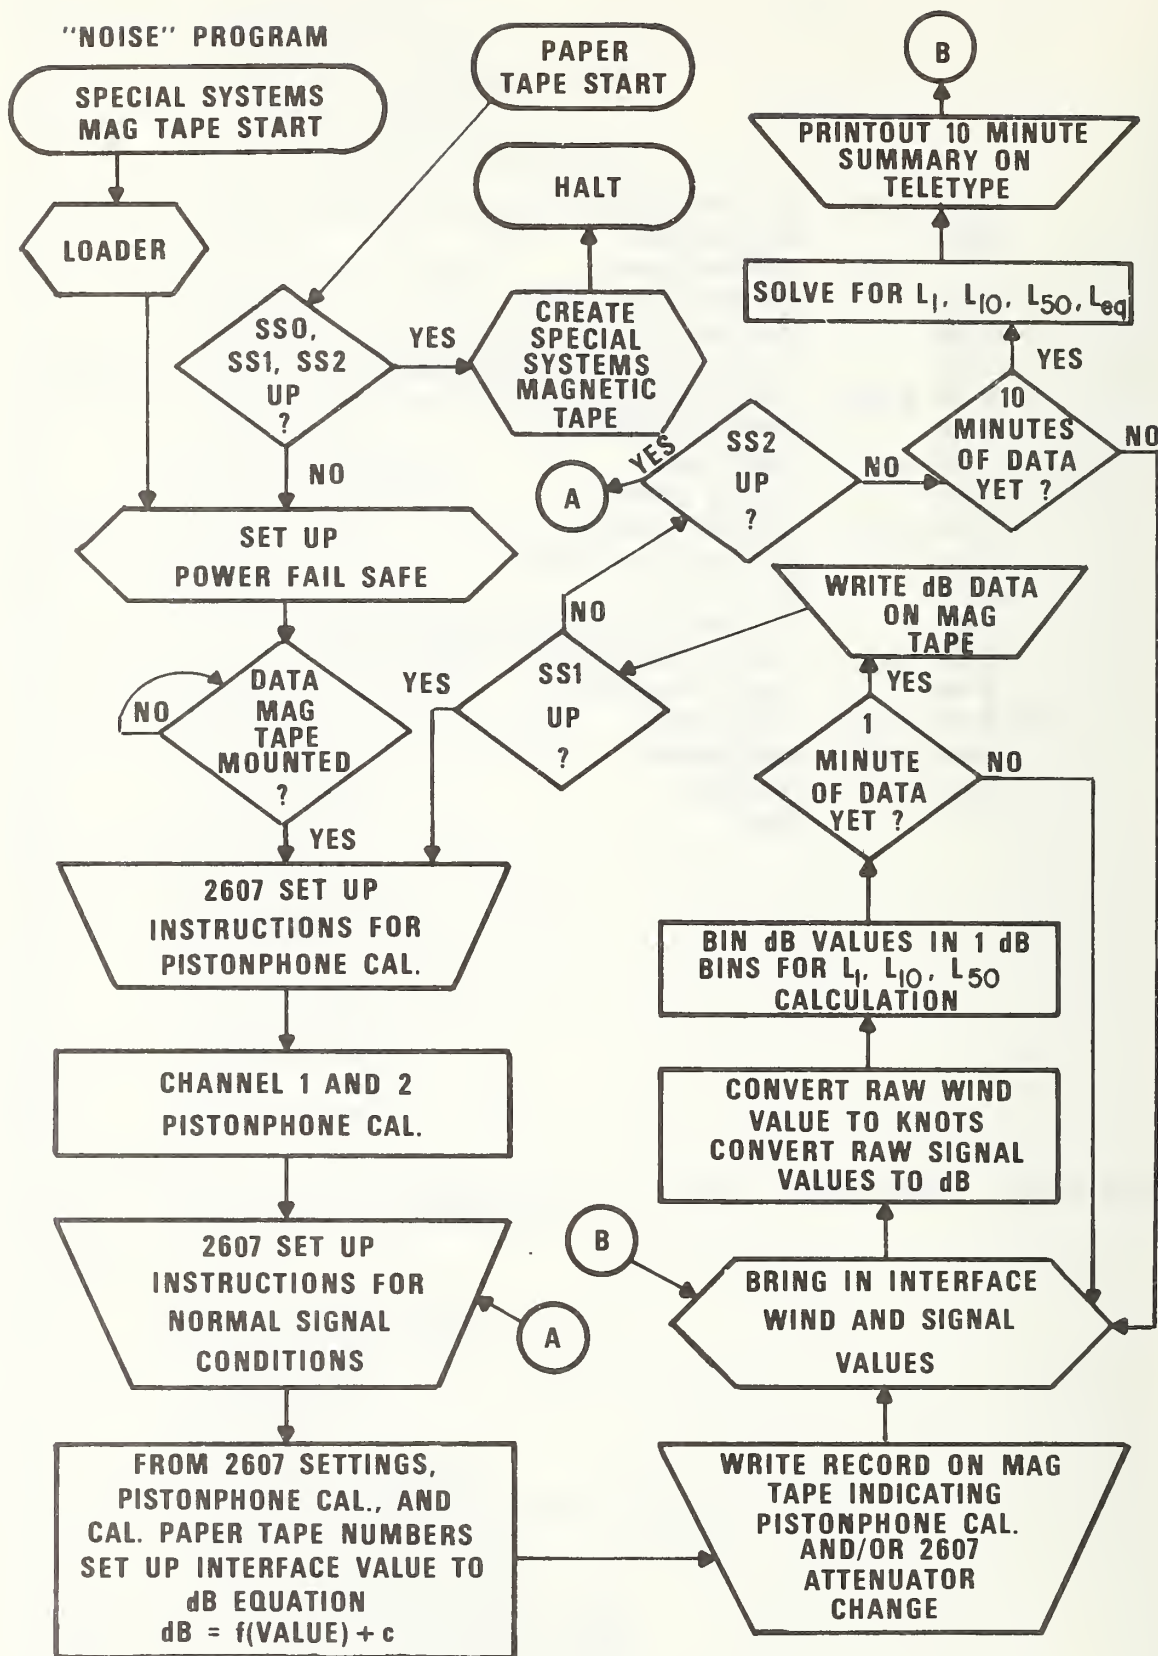 "NOISE" PROGRAM
SPECIAL SYSTEMS
MAG TAPE START
LOADER
PAPER
TAPE START
HALT
SS0,
SS1, SS2
UP
?
YES
NO
CREATE
SPECIAL
SYSTEMS
MAGNETIC
TAPE
SET UP
POWER FAIL SAFE
DATA
MAG
TAPE
MOUNTED
?
NO
YES
2607 SET UP
INSTRUCTIONS FOR
PISTONPHONE CAL.
CHANNEL 1 AND 2
PISTONPHONE CAL.
2607 SET UP
INSTRUCTIONS FOR
NORMAL SIGNAL
CONDITIONS
A
FROM 2607 SETTINGS,
PISTONPHONE CAL., AND
CAL. PAPER TAPE NUMBERS
SET UP INTERFACE VALUE TO
dB EQUATION
dB = f(VALUE) + c
WRITE RECORD ON MAG
TAPE INDICATING
PISTONPHONE CAL.
AND/OR 2607
ATTENUATOR
CHANGE
B
BRING IN INTERFACE
WIND AND SIGNAL
VALUES
CONVERT RAW WIND
VALUE TO KNOTS
CONVERT RAW SIGNAL
VALUES TO dB
BIN dB VALUES IN 1 dB
BINS FOR L1, L10, L50
CALCULATION
1
MINUTE
OF DATA
YET ?
NO
YES
WRITE dB DATA
ON MAG
TAPE
SS1
UP
?
YES
NO
SS2
UP
?
YES
A
NO
10
MINUTES
OF DATA
YET ?
NO
YES
SOLVE FOR L1, L10, L50, Leq
PRINTOUT 10 MINUTE
SUMMARY ON
TELETYPE
B